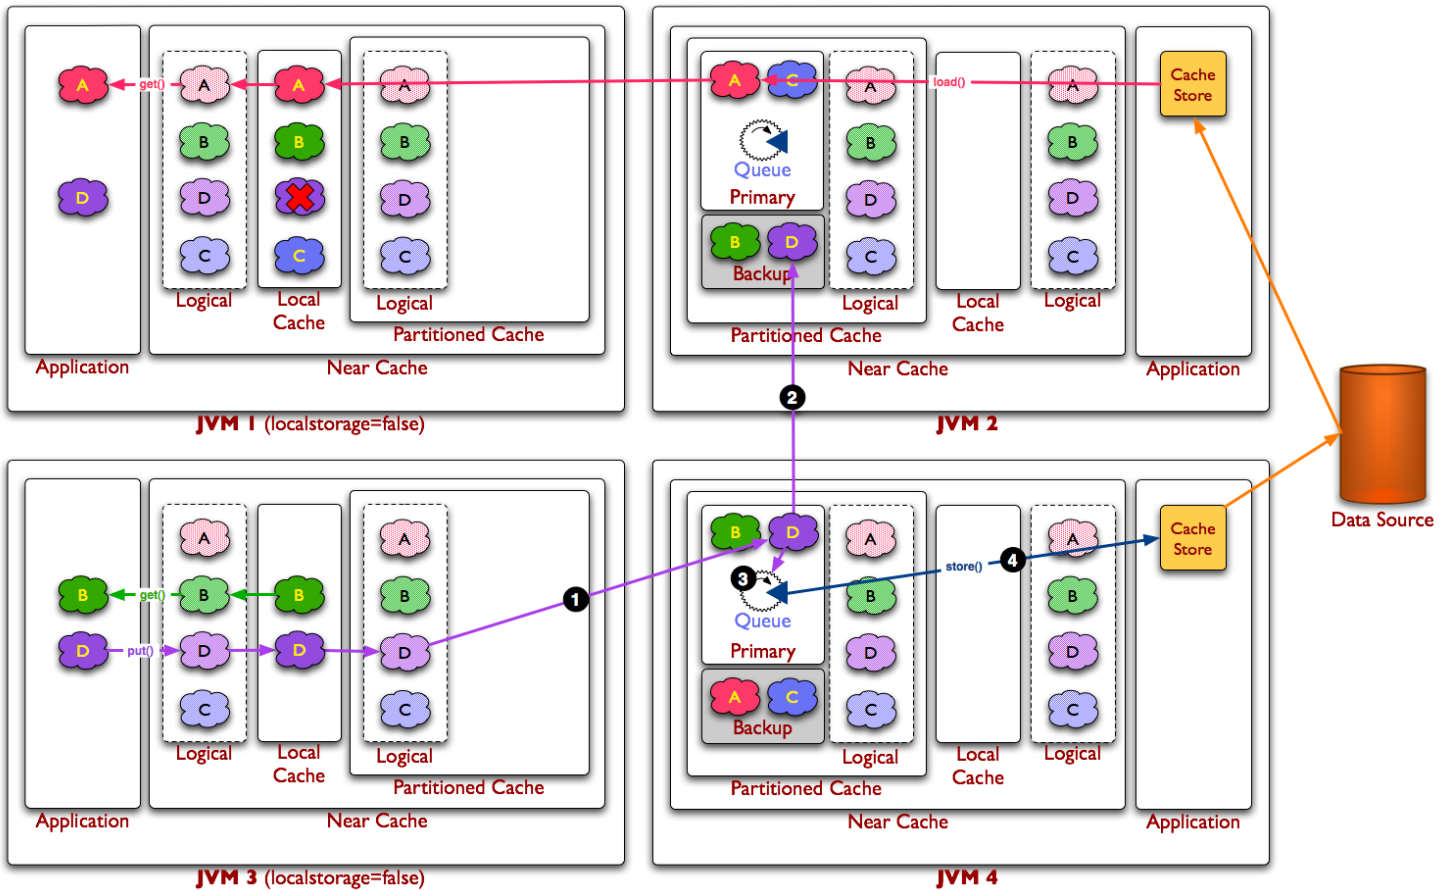 A get() A A A
B B B
D D D
C C C
Logical
Local
Cache
Logical
Partitioned Cache
Application
Near Cache
JVM 1 (localstorage=false)
A C A load() A
Cache
Store
B B
Queue
Primary
D D
B D
Backup
C C
Logical
Local
Cache
Logical
Partitioned Cache
Near Cache
Application
2
JVM 2
Data Source
A A
B get() B B B
D put() D D D
C C
Logical
Local
Cache
Logical
Partitioned Cache
Application
Near Cache
JVM 3 (localstorage=false)
1
B D A A
Cache
Store
store() 4
3
B B
Queue
Primary
D D
A C
Backup
C C
Logical
Local
Cache
Logical
Partitioned Cache
Near Cache
Application
JVM 4